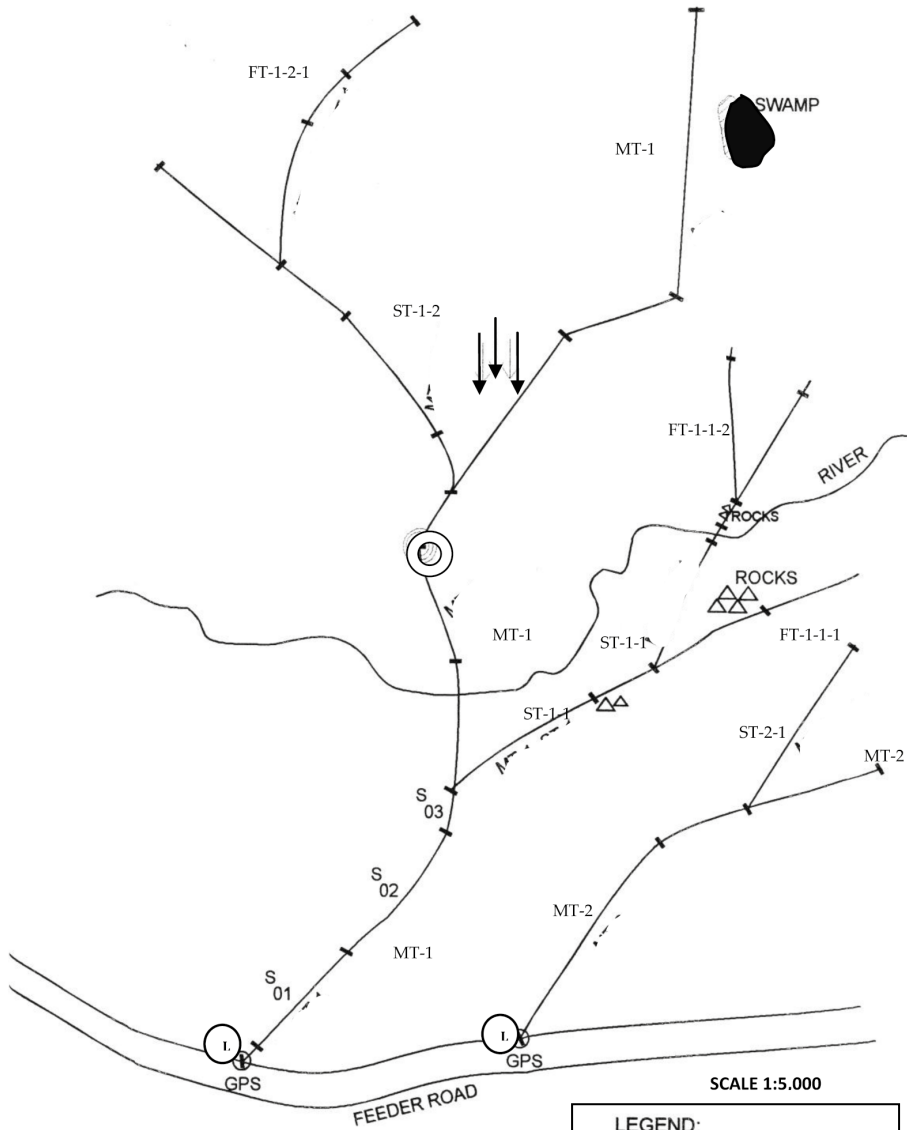 FT-1-2-1
SWAMP
MT-1
ST-1-2
FT-1-1-2
RIVER
ROCKS
ROCKS
MT-1
ST-1-1
FT-1-1-1
ST-1-1
ST-2-1
MT-2
S
03
S
02
MT-2
MT-1
S
01
L
L
GPS
GPS
FEEDER ROAD
SCALE 1:5.000
LEGEND: